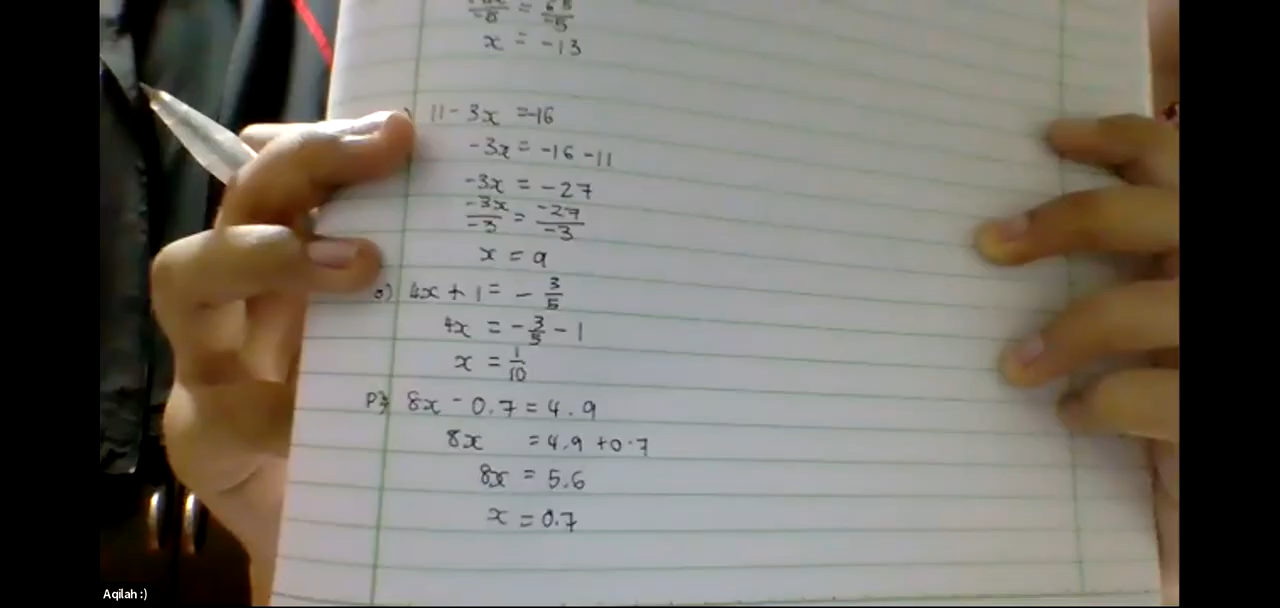 x = -13
11 - 3x = -16
-3x = -16 - 11
-3x = -27
-3x/-3 = -27/-3
x = 9
o) 4x + 1 = - 3/5
4x = - 3/5 - 1
x = 1/10
p) 8x - 0.7 = 4.9
8x = 4.9 + 0.7
8x = 5.6
x = 0.7
Aqilah :)